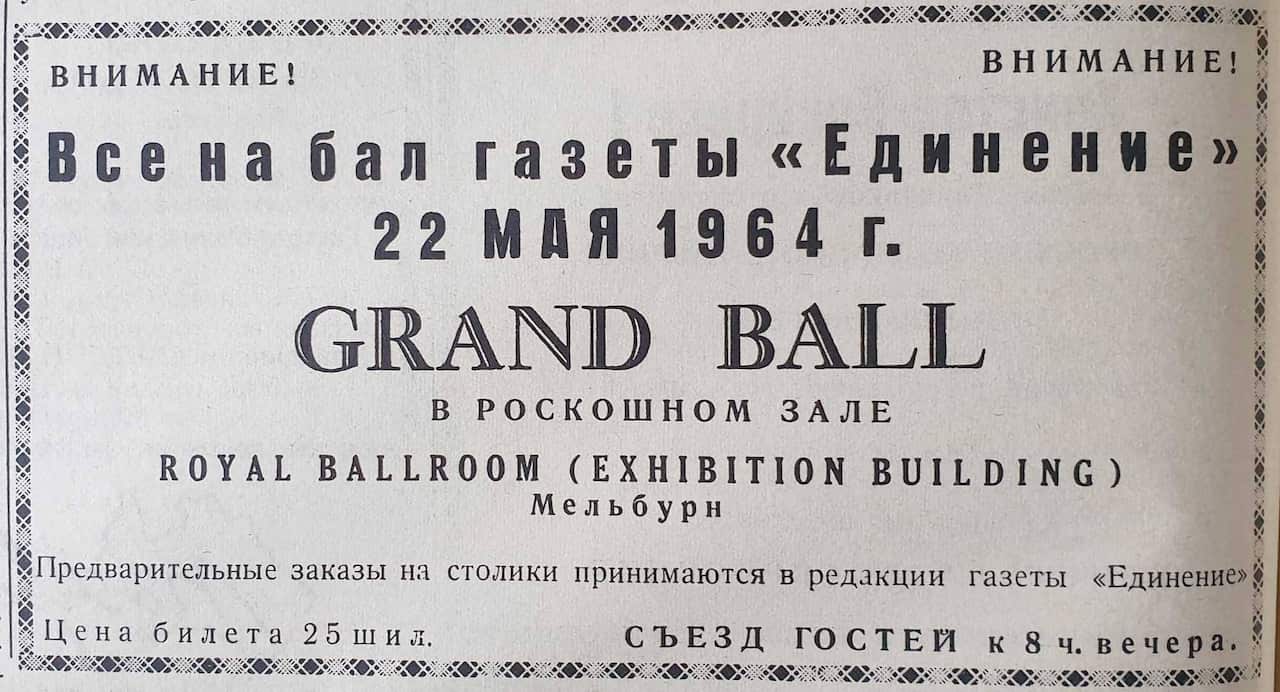 ВНИМАНИЕ! ВНИМАНИЕ!
Все на бал газеты «Единение»
22 МАЯ 1964 г.
GRAND BALL
В РОСКОШНОМ ЗАЛЕ
ROYAL BALLROOM (EXHIBITION BUILDING)
Мельбурн
Предварительные заказы на столики принимаются в редакции газеты «Единение»
Цена билета 25 шил. СЪЕЗД ГОСТЕЙ к 8 ч. вечера.